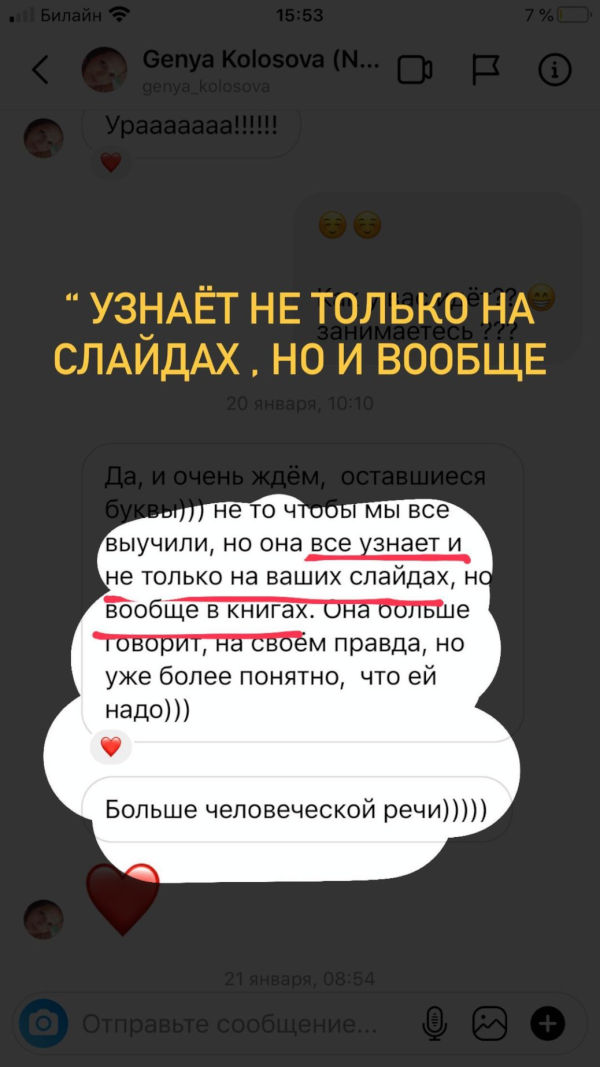 Билайн 15:53 7 %
Genya Kolosova (N...
genya_kolosova
Урааааааа!!!!!!
“ УЗНАЁТ НЕ ТОЛЬКО НА
СЛАЙДАХ , НО И ВООБЩЕ
занимаетесь ???
20 января, 10:10
Да, и очень ждём, оставшиеся
буквы))) не то чтобы мы все
выучили, но она все узнает и
не только на ваших слайдах, но
вообще в книгах. Она больше
говорит, на своём правда, но
уже более понятно, что ей
надо)))
Больше человеческой речи)))))
21 января, 08:54
Отправьте сообщение...